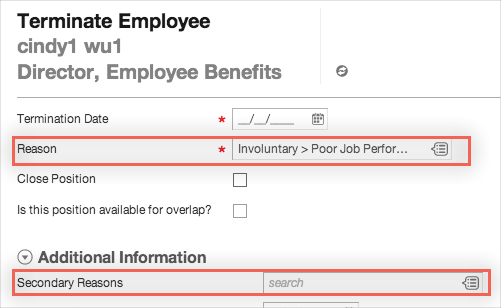 Terminate Employee
cindy1 wu1
Director, Employee Benefits
Termination Date * __/__/____
Reason * Involuntary > Poor Job Perfor...
Close Position
Is this position available for overlap?
Additional Information
Secondary Reasons search